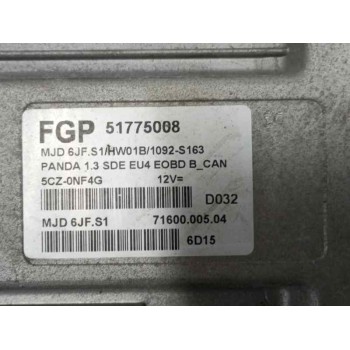 FGP 51775008
MJD 6JF.S1/HW01B/1092-S163
PANDA 1.3 SDE EU4 EOBD B_CAN
5CZ-0NF4G 12V=
D032
MJD 6JF.S1 71600.005.04
6D15